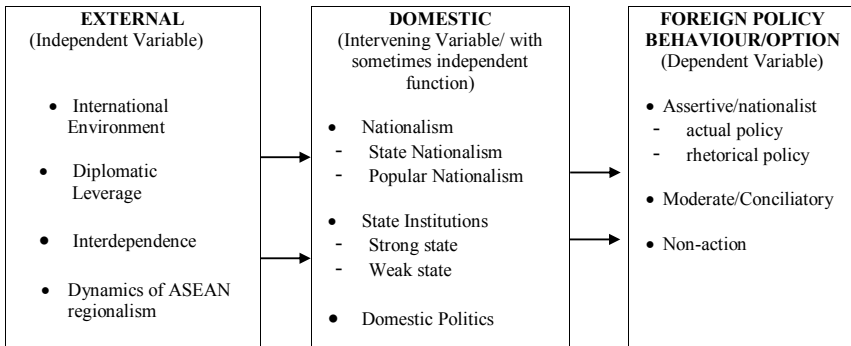 EXTERNAL
(Independent Variable)
• International
Environment
• Diplomatic
Leverage
• Interdependence
• Dynamics of ASEAN
regionalism
DOMESTIC
(Intervening Variable/ with
sometimes independent
function)
• Nationalism
- State Nationalism
- Popular Nationalism
• State Institutions
- Strong state
- Weak state
• Domestic Politics
FOREIGN POLICY
BEHAVIOUR/OPTION
(Dependent Variable)
• Assertive/nationalist
- actual policy
- rhetorical policy
• Moderate/Conciliatory
• Non-action